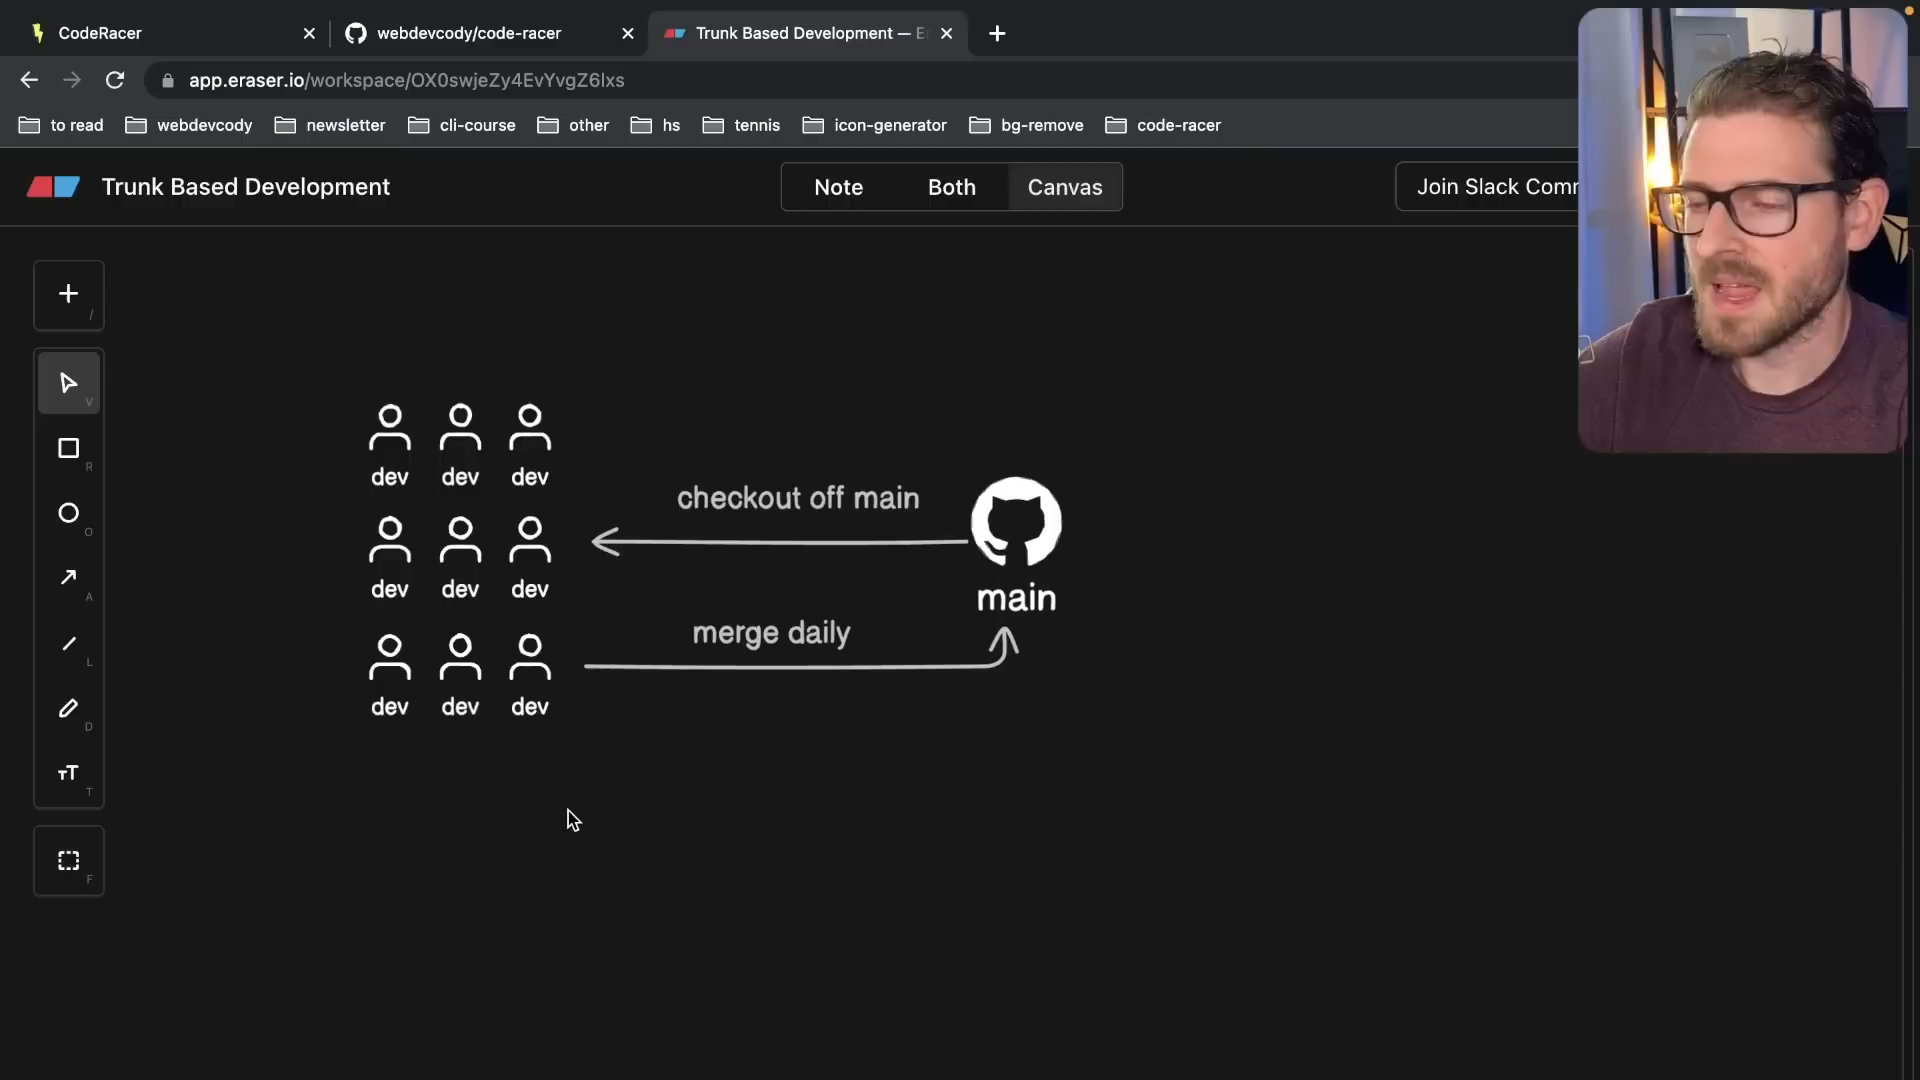 CodeRacer
webdevcody/code-racer
Trunk Based Development — E
app.eraser.io/workspace/OX0swjeZy4EvYvgZ6lxs
to read
webdevcody
newsletter
cli-course
other
hs
tennis
icon-generator
bg-remove
code-racer
Trunk Based Development
Note
Both
Canvas
Join Slack Comm
/
V
R
O
A
L
D
T
F
dev dev dev
checkout off main
dev dev dev
main
merge daily
dev dev dev